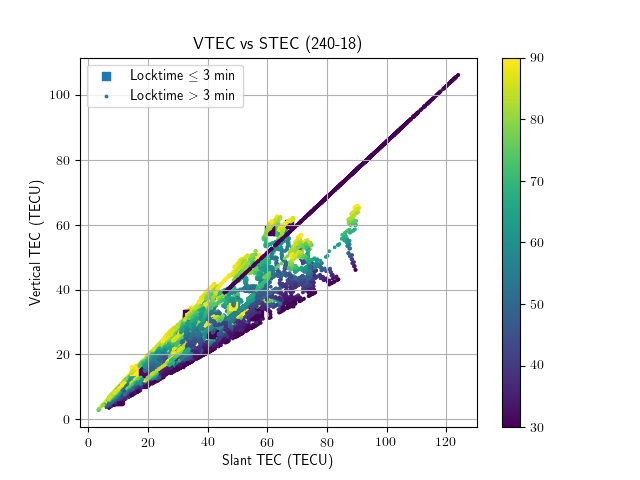 VTEC vs STEC (240-18)
Locktime ≤ 3 min
Locktime > 3 min
Vertical TEC (TECU)
100
80
60
40
20
0
0 20 40 60 80 100 120
Slant TEC (TECU)
90
80
70
60
50
40
30